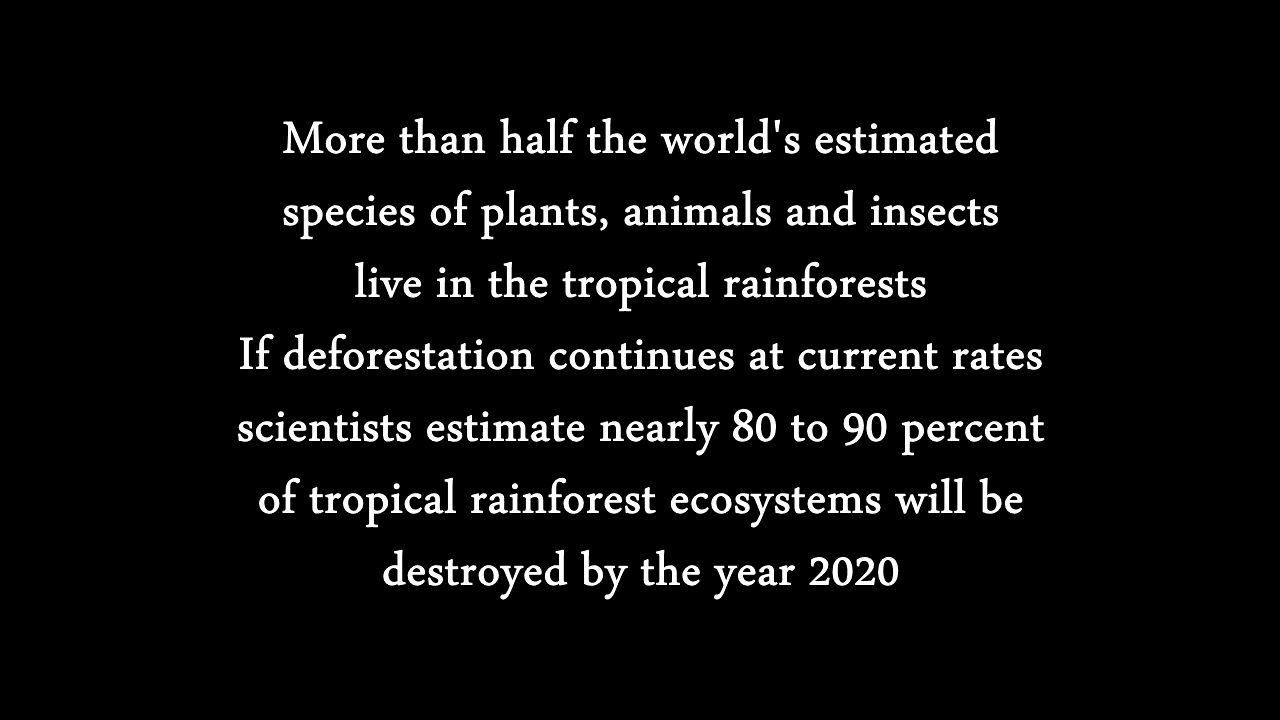 More than half the world's estimated
species of plants, animals and insects
live in the tropical rainforests
If deforestation continues at current rates
scientists estimate nearly 80 to 90 percent
of tropical rainforest ecosystems will be
destroyed by the year 2020